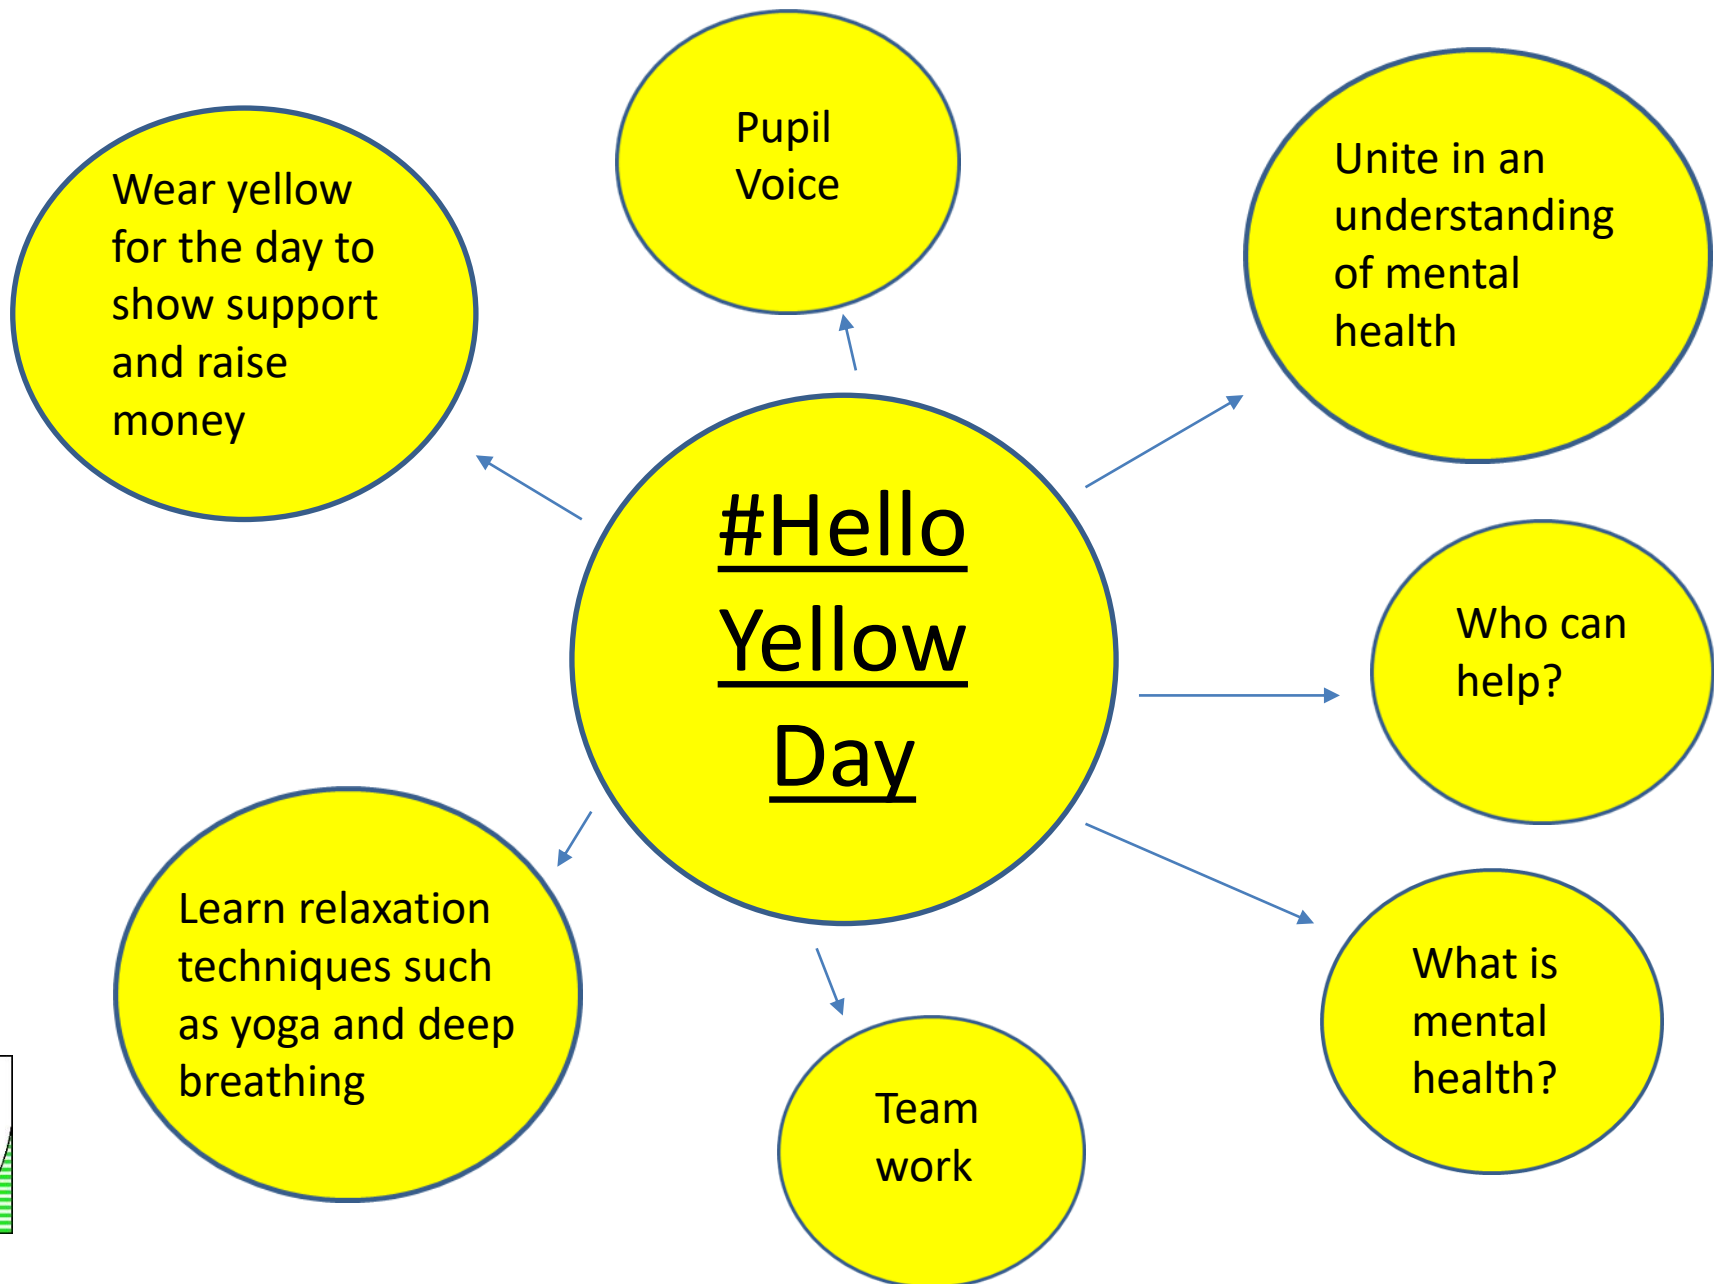 Pupil
Voice
Wear yellow
for the day to
show support
and raise
money
Unite in an
understanding
of mental
health
#Hello
Yellow
Day
Who can
help?
Learn relaxation
techniques such
as yoga and deep
breathing
What is
mental
health?
Team
work